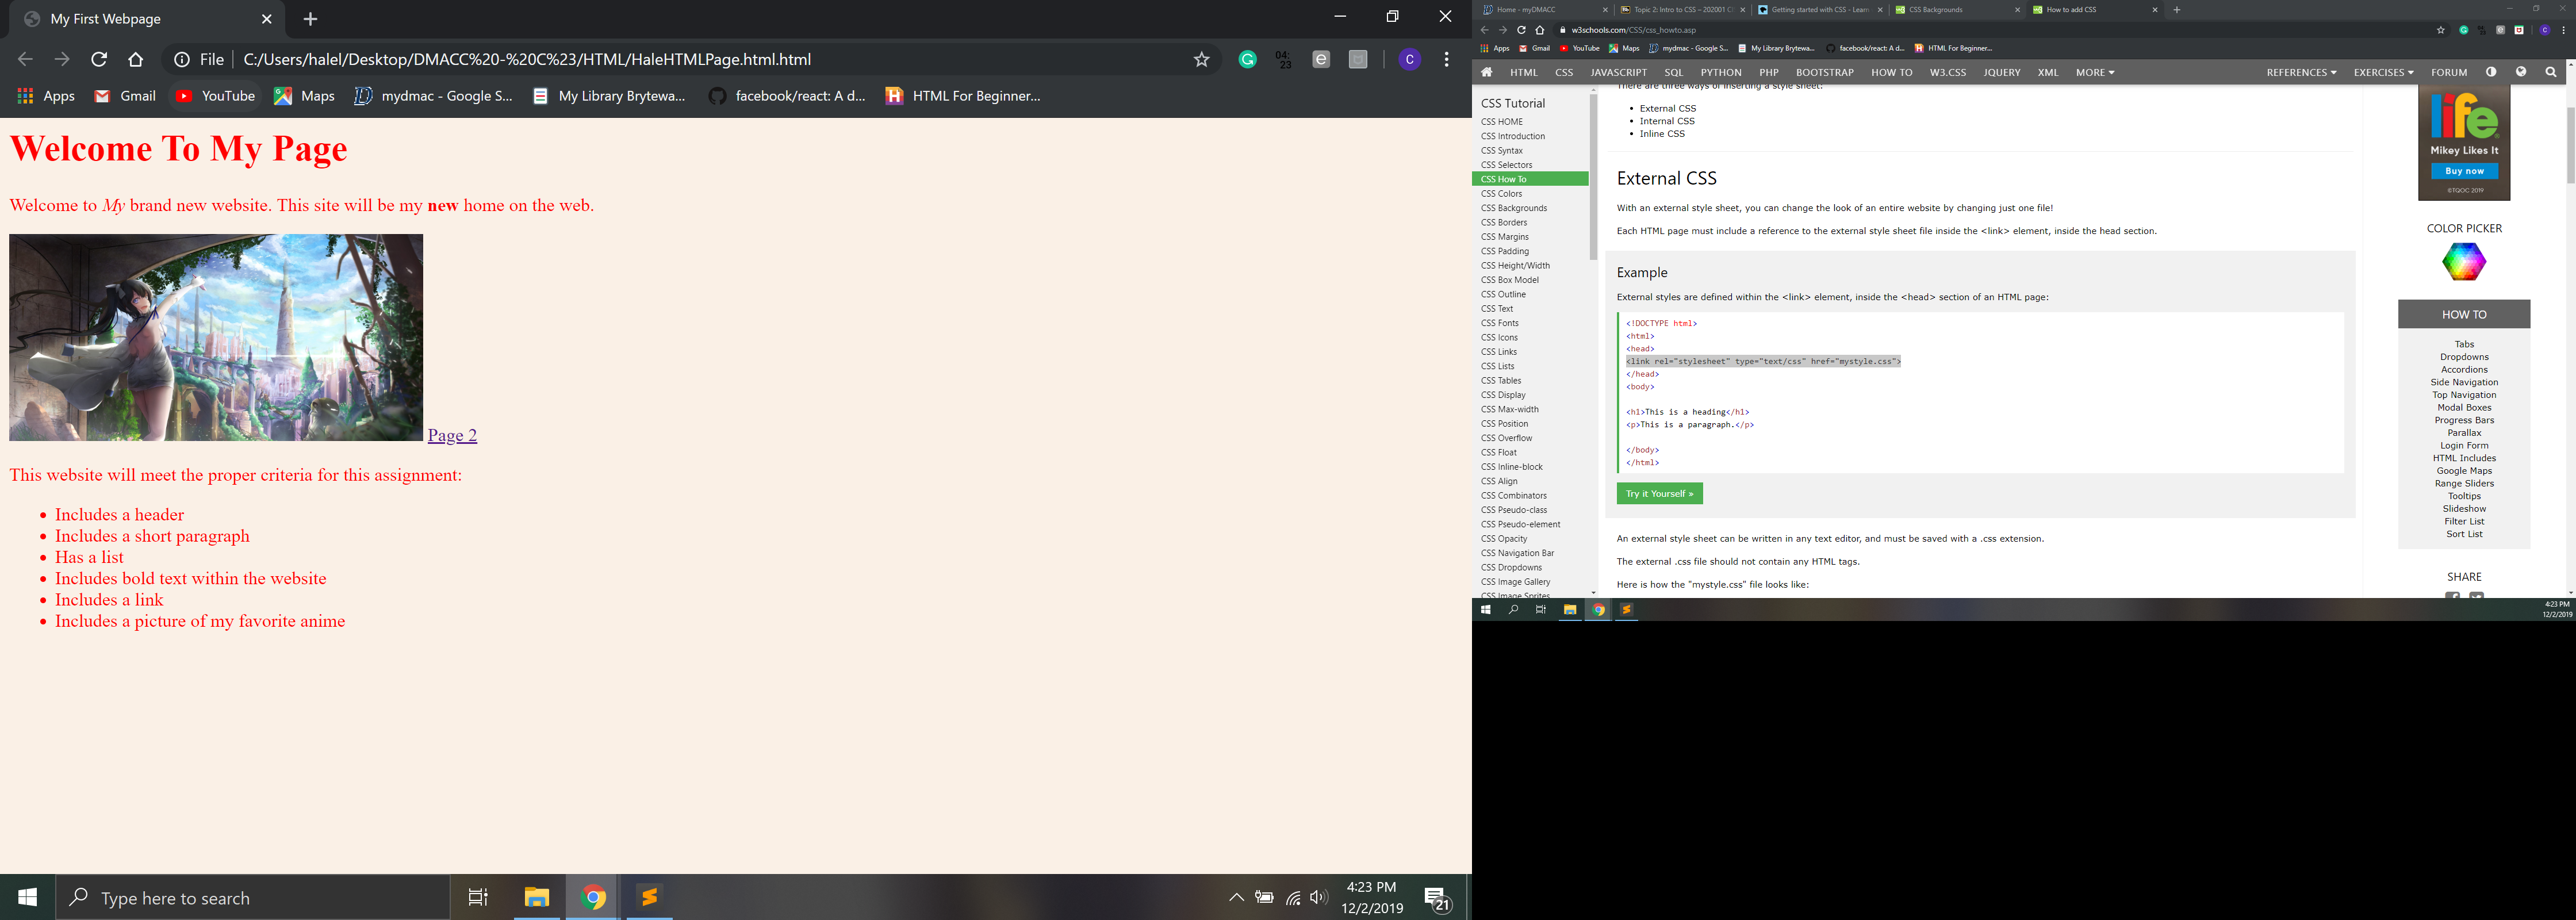 My First Webpage
File
C:/Users/halel/Desktop/DMACC%20-%20C%23/HTML/HaleHTMLPage.html.html
04:
23
C
Apps
Gmail
YouTube
Maps
mydmac - Google S...
My Library Brytewa...
facebook/react: A d...
HTML For Beginner...
Welcome To My Page
Welcome to My brand new website. This site will be my new home on the web.
Page 2
This website will meet the proper criteria for this assignment:
• Includes a header
• Includes a short paragraph
• Has a list
• Includes bold text within the website
• Includes a link
• Includes a picture of my favorite anime
Type here to search
4:23 PM
12/2/2019
21
Home - myDMACC
Topic 2: Intro to CSS – 202001 C
Getting started with CSS - Learn
CSS Backgrounds
How to add CSS
w3schools.com/CSS/css_howto.asp
Apps
Gmail
YouTube
Maps
mydmac - Google S...
My Library Brytewa...
facebook/react: A d...
HTML For Beginner...
HTML
CSS
JAVASCRIPT
SQL
PYTHON
PHP
BOOTSTRAP
HOW TO
W3.CSS
JQUERY
XML
MORE
REFERENCES
EXERCISES
FORUM
CSS Tutorial
CSS HOME
CSS Introduction
CSS Syntax
CSS Selectors
CSS How To
CSS Colors
CSS Backgrounds
CSS Borders
CSS Margins
CSS Padding
CSS Height/Width
CSS Box Model
CSS Outline
CSS Text
CSS Fonts
CSS Icons
CSS Links
CSS Lists
CSS Tables
CSS Display
CSS Max-width
CSS Position
CSS Overflow
CSS Float
CSS Inline-block
CSS Align
CSS Combinators
CSS Pseudo-class
CSS Pseudo-element
CSS Opacity
CSS Navigation Bar
CSS Dropdowns
CSS Image Gallery
CSS Image Sprites
There are three ways of inserting a style sheet:
• External CSS
• Internal CSS
• Inline CSS
External CSS
With an external style sheet, you can change the look of an entire website by changing just one file!
Each HTML page must include a reference to the external style sheet file inside the <link> element, inside the head section.
Example
External styles are defined within the <link> element, inside the <head> section of an HTML page:
<!DOCTYPE html>
<html>
<head>
<link rel="stylesheet" type="text/css" href="mystyle.css">
</head>
<body>
<h1>This is a heading</h1>
<p>This is a paragraph.</p>
</body>
</html>
Try it Yourself »
An external style sheet can be written in any text editor, and must be saved with a .css extension.
The external .css file should not contain any HTML tags.
Here is how the "mystyle.css" file looks like:
life
Mikey Likes It
Buy now
©TQOC 2019
COLOR PICKER
HOW TO
Tabs
Dropdowns
Accordions
Side Navigation
Top Navigation
Modal Boxes
Progress Bars
Parallax
Login Form
HTML Includes
Google Maps
Range Sliders
Tooltips
Slideshow
Filter List
Sort List
SHARE
4:23 PM
12/2/2019